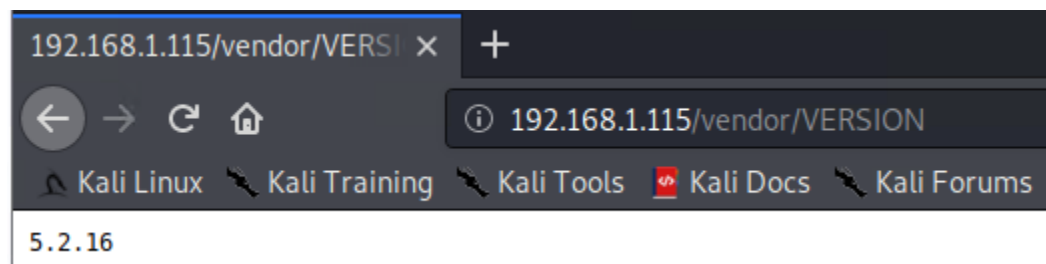 192.168.1.115/vendor/VERSI
192.168.1.115/vendor/VERSION
Kali Linux Kali Training Kali Tools Kali Docs Kali Forums
5.2.16